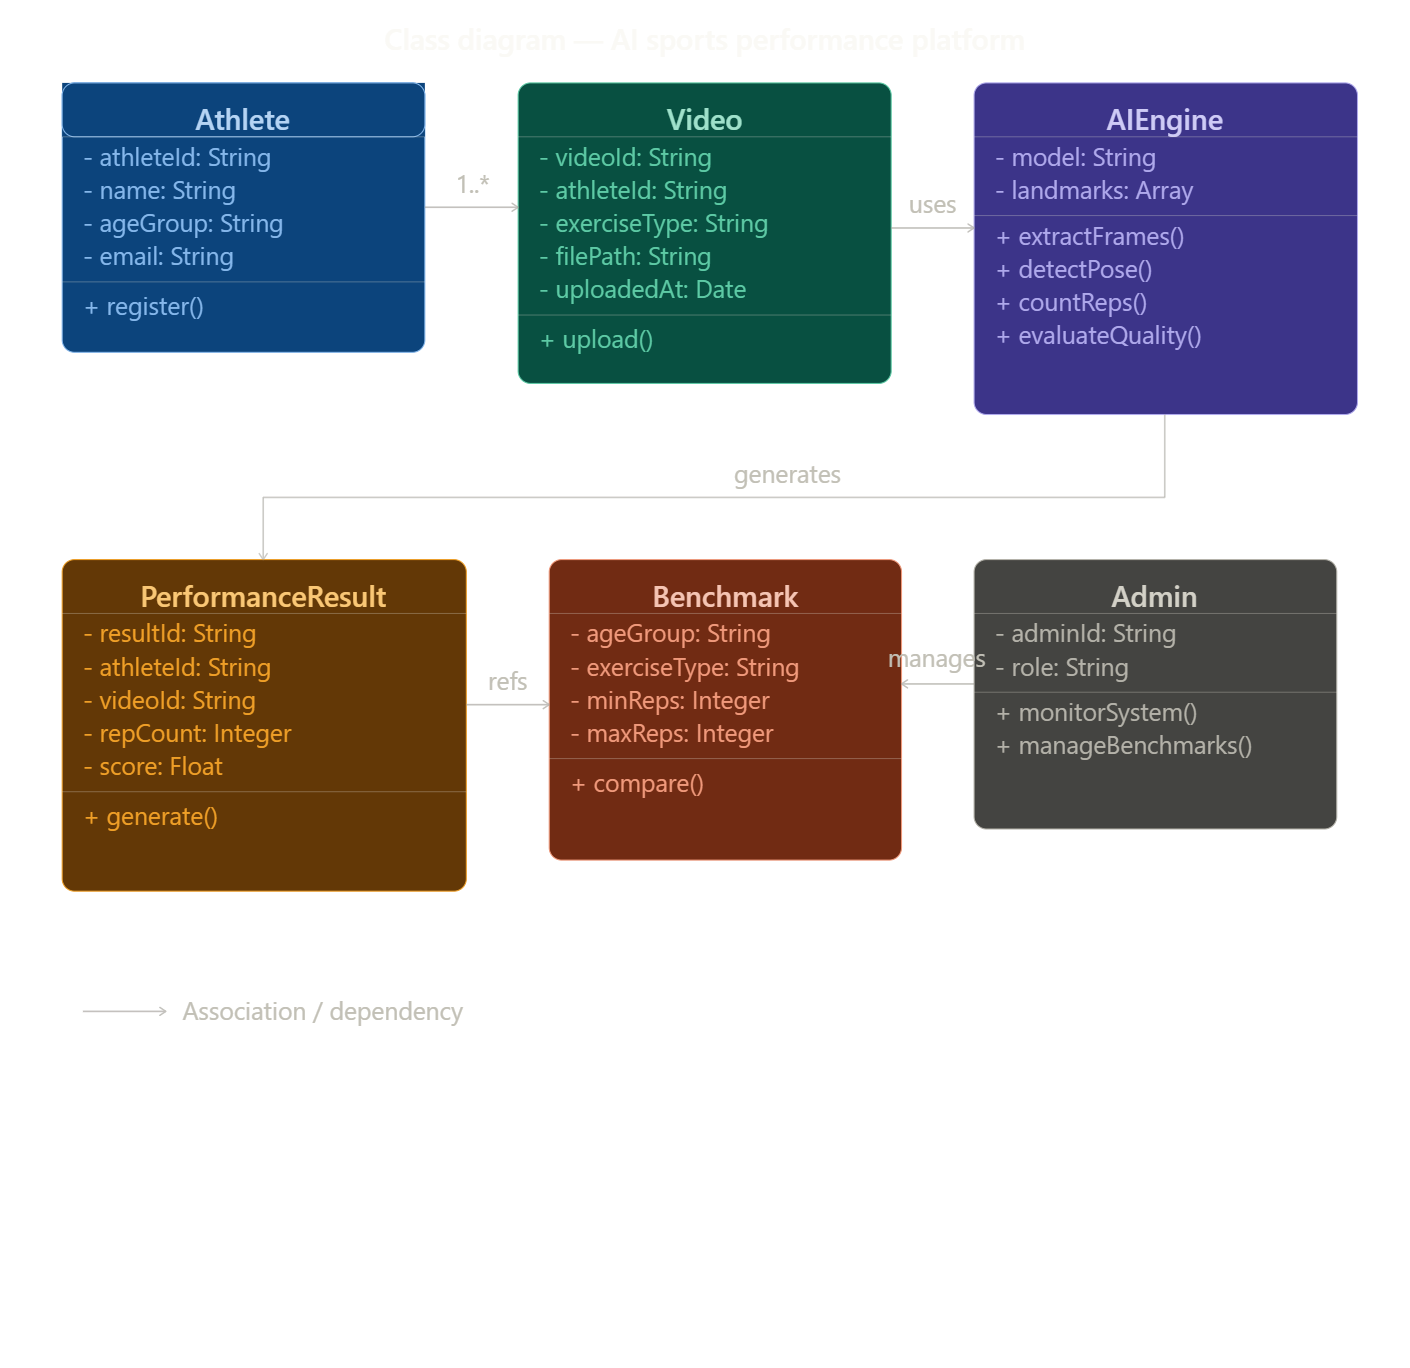 Class diagram — AI sports performance platform
Athlete
- athleteId: String
- name: String
- ageGroup: String
- email: String
+ register()
1..*
Video
- videoId: String
- athleteId: String
- exerciseType: String
- filePath: String
- uploadedAt: Date
+ upload()
uses
AIEngine
- model: String
- landmarks: Array
+ extractFrames()
+ detectPose()
+ countReps()
+ evaluateQuality()
generates
PerformanceResult
- resultId: String
- athleteId: String
- videoId: String
- repCount: Integer
- score: Float
+ generate()
refs
Benchmark
- ageGroup: String
- exerciseType: String
- minReps: Integer
- maxReps: Integer
+ compare()
manages
Admin
- adminId: String
- role: String
+ monitorSystem()
+ manageBenchmarks()
Association / dependency